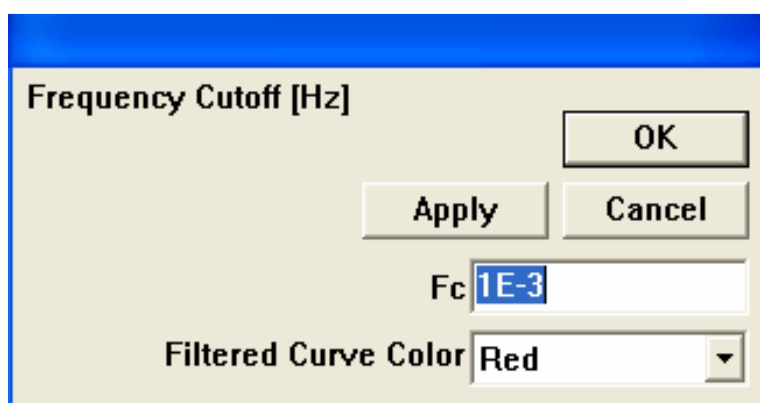 Frequency Cutoff [Hz]
OK
Apply Cancel
Fc 1E-3
Filtered Curve Color Red